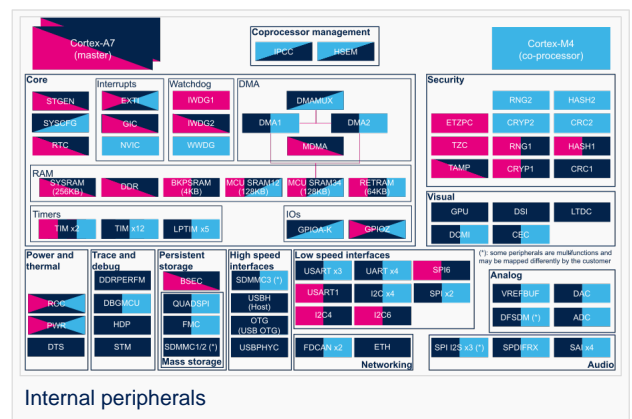 Cortex-A7
(master)
Coprocessor management
IPCC
HSEM
Cortex-M4
(co-processor)
Core
STGEN
SYSCFG
RTC
Interrupts
EXTI
GIC
NVIC
Watchdog
IWDG1
IWDG2
WWDG
DMA
DMAMUX
DMA1
DMA2
MDMA
RAM
SYSRAM
(256KB)
DDR
BKPSRAM
(4KB)
MCU SRAM12
(128KB)
MCU SRAM34
(128KB)
RETRAM
(64KB)
Timers
TIM x2
TIM x12
LPTIM x5
IOs
GPIOA-K
GPIOZ
Security
RNG2
HASH2
ETZPC
CRYP2
CRC2
TZC
RNG1
HASH1
TAMP
CRYP1
CRC1
Visual
GPU
DSI
LTDC
DCMI
CEC
(*): some peripherals are multifunctions and
may be mapped differently by the customer
Power and
thermal
ROC
PWR
DTS
Trace and
debug
DDRPERFM
DBGMCU
HDP
STM
Persistent
storage
BSEC
QUADSPI
FMC
SDMMC1/2 (*)
Mass storage
High speed
interfaces
SDMMC3 (*)
USBH
(Host)
OTG
(USB OTG)
USBPHYC
Low speed interfaces
USART x3
UART x4
SPI6
USART1
I2C x4
SPI x2
I2C4
I2C6
FDCAN x2
ETH
Networking
Analog
VREFBUF
DAC
DFSDM (*)
ADC
SPI I2S x3 (*)
SPDIFRX
SAI x4
Audio
Internal peripherals